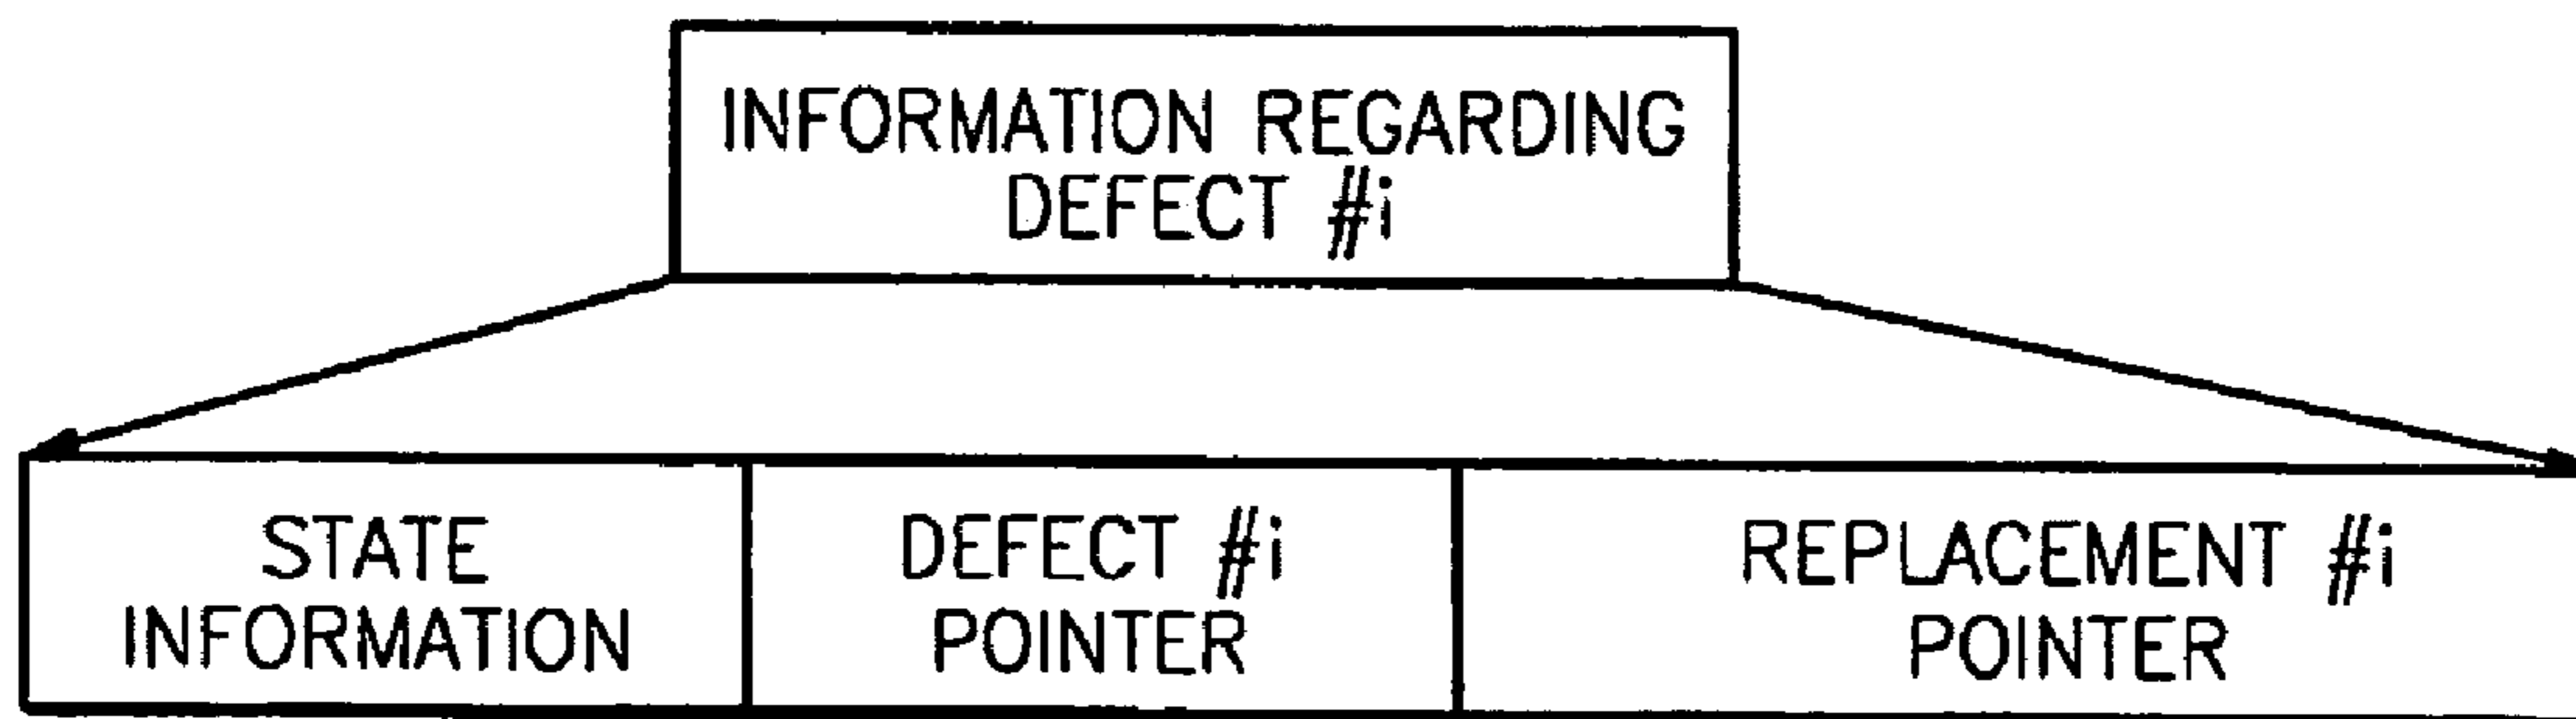 INFORMATION REGARDING
DEFECT #i
STATE
INFORMATION
DEFECT #i
POINTER
REPLACEMENT #i
POINTER